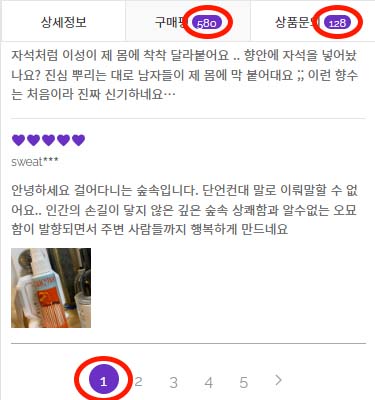 상세정보 구매평 580 상품문의 128
자석처럼 이성이 제 몸에 착착 달라붙어요 .. 향안에 자석을 넣어놨
나요? 진심 뿌리는 대로 남자들이 제 몸에 막 붙어대요 ;; 이런 향수
는 처음이라 진짜 신기하네요…
sweat***
안녕하세요 걸어다니는 숲속입니다. 단언컨대 말로 이뤄말할 수 없
어요.. 인간의 손길이 닿지 않은 깊은 숲속 상쾌함과 알수없는 오묘
함이 발향되면서 주변 사람들까지 행복하게 만드네요
1 2 3 4 5 >